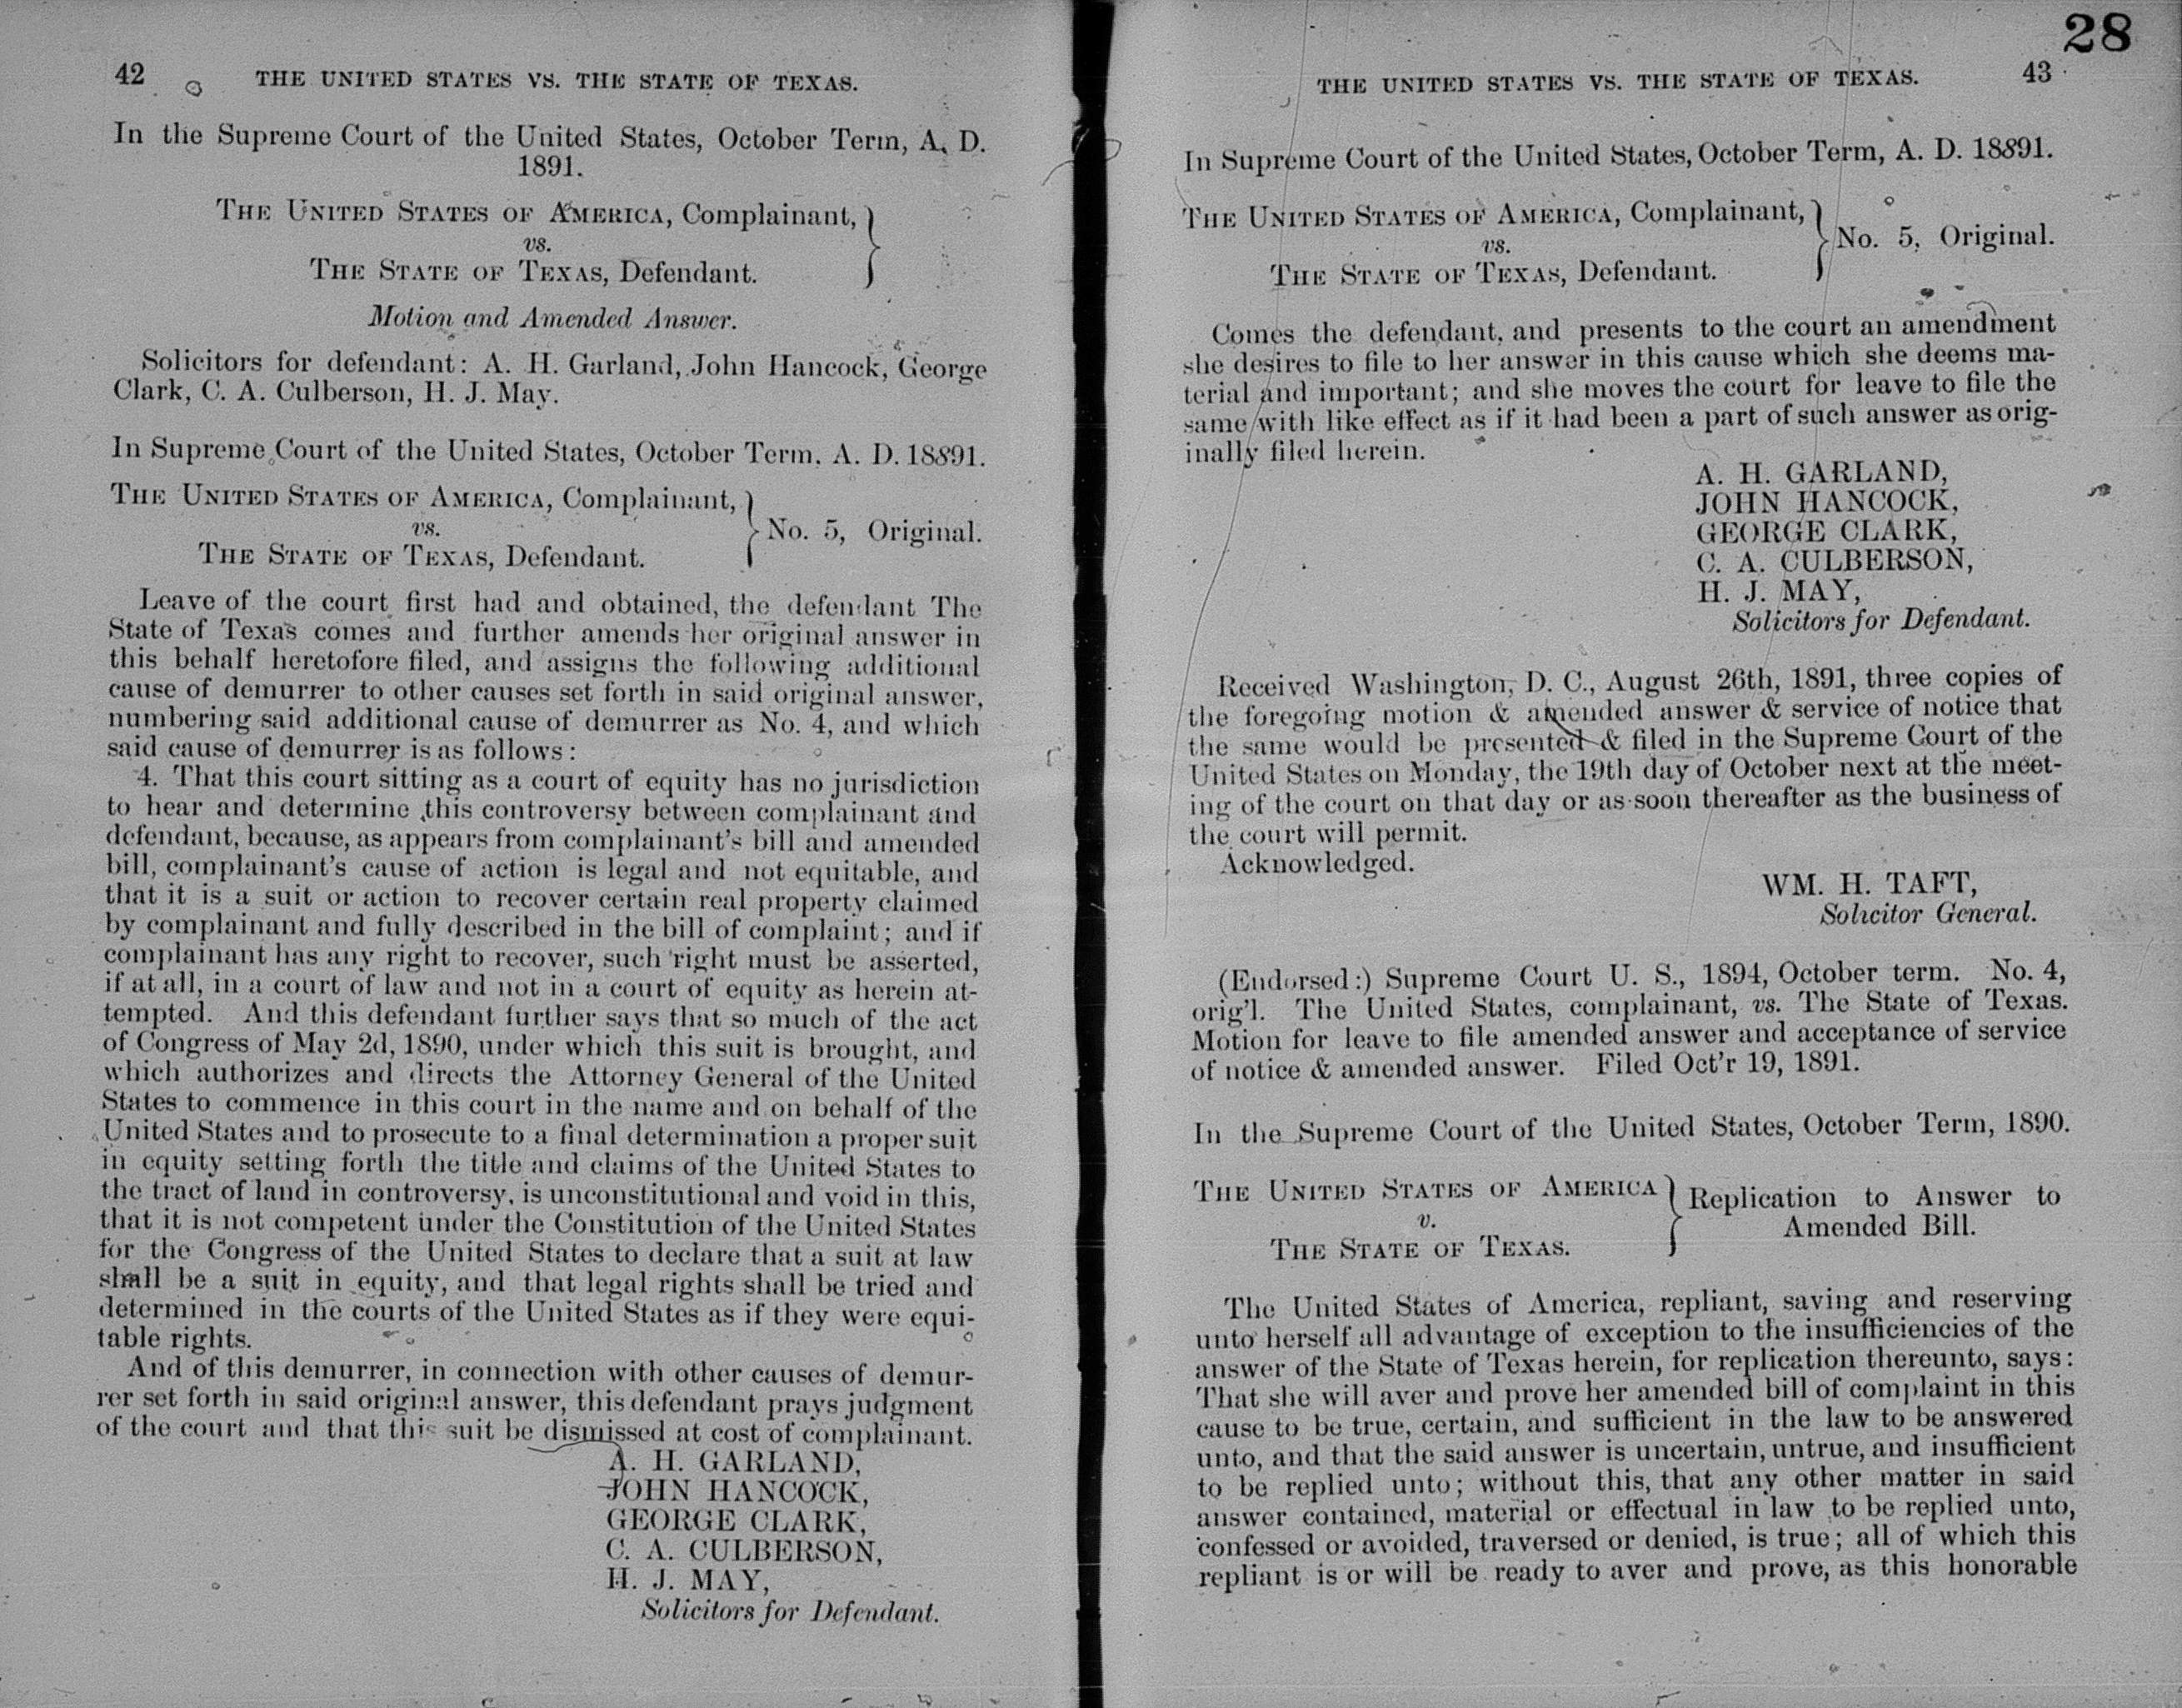 28
42 THE UNITED STATES VS. THE STATE OF TEXAS.
In the Supreme Court of the United States, October Term, A. D.
1891.
THE UNITED STATES OF AMERICA, Complainant,
vs.
THE STATE OF TEXAS, Defendant.
Motion and Amended Answer.
Solicitors for defendant: A. H. Garland, John Hancock, George
Clark, C. A. Culberson, H. J. May.
In Supreme Court of the United States, October Term, A. D. 18891.
THE UNITED STATES OF AMERICA, Complainant,
vs.
THE STATE OF TEXAS, Defendant.
No. 5, Original.
Leave of the court first had and obtained, the defendant The
State of Texas comes and further amends her original answer in
this behalf heretofore filed, and assigns the following additional
cause of demurrer to other causes set forth in said original answer,
numbering said additional cause of demurrer as No. 4, and which
said cause of demurrer is as follows:
4. That this court sitting as a court of equity has no jurisdiction
to hear and determine this controversy between complainant and
defendant, because, as appears from complainant's bill and amended
bill, complainant's cause of action is legal and not equitable, and
that it is a suit or action to recover certain real property claimed
by complainant and fully described in the bill of complaint; and if
complainant has any right to recover, such right must be asserted,
if at all, in a court of law and not in a court of equity as herein at-
tempted. And this defendant further says that so much of the act
of Congress of May 2d, 1890, under which this suit is brought, and
which authorizes and directs the Attorney General of the United
States to commence in this court in the name and on behalf of the
United States and to prosecute to a final determination a proper suit
in equity setting forth the title and claims of the United States to
the tract of land in controversy, is unconstitutional and void in this,
that it is not competent under the Constitution of the United States
for the Congress of the United States to declare that a suit at law
shall be a suit in equity, and that legal rights shall be tried and
determined in the courts of the United States as if they were equi-
table rights.
And of this demurrer, in connection with other causes of demur-
rer set forth in said original answer, this defendant prays judgment
of the court and that this suit be dismissed at cost of complainant.
A. H. GARLAND,
JOHN HANCOCK,
GEORGE CLARK,
C. A. CULBERSON,
H. J. MAY,
Solicitors for Defendant.
THE UNITED STATES VS. THE STATE OF TEXAS. 43
In Supreme Court of the United States, October Term, A. D. 18891.
THE UNITED STATES OF AMERICA, Complainant,
vs.
THE STATE OF TEXAS, Defendant.
No. 5, Original.
Comes the defendant, and presents to the court an amendment
she desires to file to her answer in this cause which she deems ma-
terial and important; and she moves the court for leave to file the
same with like effect as if it had been a part of such answer as orig-
inally filed herein.
A. H. GARLAND,
JOHN HANCOCK,
GEORGE CLARK,
C. A. CULBERSON,
H. J. MAY,
Solicitors for Defendant.
Received Washington, D. C., August 26th, 1891, three copies of
the foregoing motion & amended answer & service of notice that
the same would be presented & filed in the Supreme Court of the
United States on Monday, the 19th day of October next at the meet-
ing of the court on that day or as soon thereafter as the business of
the court will permit.
Acknowledged.
WM. H. TAFT,
Solicitor General.
(Endorsed:) Supreme Court U. S., 1894, October term. No. 4,
orig'l. The United States, complainant, vs. The State of Texas.
Motion for leave to file amended answer and acceptance of service
of notice & amended answer. Filed Oct'r 19, 1891.
In the Supreme Court of the United States, October Term, 1890.
THE UNITED STATES OF AMERICA
v.
THE STATE OF TEXAS.
Replication to Answer to
Amended Bill.
The United States of America, repliant, saving and reserving
unto herself all advantage of exception to the insufficiencies of the
answer of the State of Texas herein, for replication thereunto, says:
That she will aver and prove her amended bill of complaint in this
cause to be true, certain, and sufficient in the law to be answered
unto, and that the said answer is uncertain, untrue, and insufficient
to be replied unto; without this, that any other matter in said
answer contained, material or effectual in law to be replied unto,
confessed or avoided, traversed or denied, is true; all of which this
repliant is or will be ready to aver and prove, as this honorable